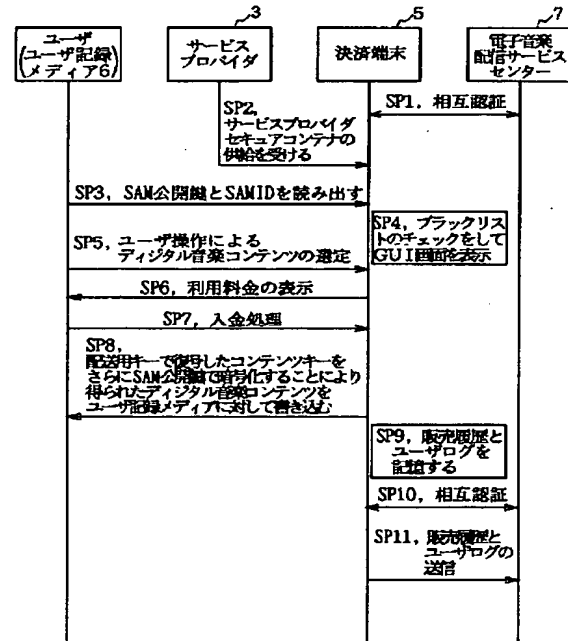 3
5
7
ユーザ
(ユーザ記録
メディア6)
サービス
プロバイダ
決済端末
電子音楽
配信サービス
センター
SP1, 相互認証
SP2,
サービスプロバイダ
セキュアコンテナの
供給を受ける
SP3, SAM公開鍵とSAMIDを読み出す
SP4, ブラックリス
トのチェックをして
GUI画面を表示
SP5, ユーザ操作による
ディジタル音楽コンテンツの選定
SP6, 利用料金の表示
SP7, 入金処理
SP8,
配送用キーで復号したコンテンツキーを
さらにSAM公開鍵で暗号化することにより
得られたディジタル音楽コンテンツを
ユーザ記録メディアに対して書き込む
SP9, 販売履歴と
ユーザログを
記憶する
SP10, 相互認証
SP11, 販売履歴と
ユーザログの
送信